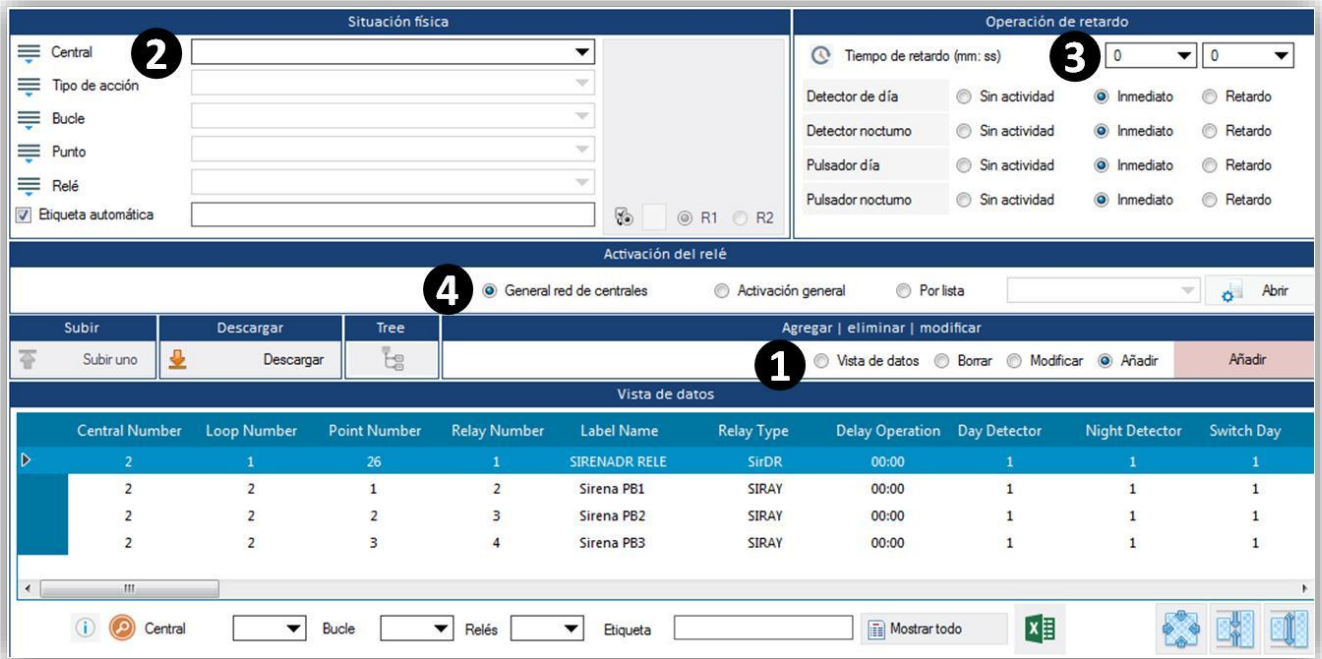 Situación física
Operación de retardo
2
Central
Tipo de acción
Bucle
Punto
Relé
Etiqueta automática
R1 R2
Tiempo de retardo (mm: ss) 3 0 0
Detector de día Sin actividad Inmediato Retardo
Detector nocturno Sin actividad Inmediato Retardo
Pulsador día Sin actividad Inmediato Retardo
Pulsador nocturno Sin actividad Inmediato Retardo
Activación del relé
4 General red de centrales Activación general Por lista Abrir
Subir Descargar Tree Agregar | eliminar | modificar
Subir uno Descargar 1 Vista de datos Borrar Modificar Añadir Añadir
Vista de datos
Central Number Loop Number Point Number Relay Number Label Name Relay Type Delay Operation Day Detector Night Detector Switch Day
2 1 26 1 SIRENADR RELE SirDR 00:00 1 1 1
2 2 1 2 Sirena PB1 SIRAY 00:00 1 1 1
2 2 2 3 Sirena PB2 SIRAY 00:00 1 1 1
2 2 3 4 Sirena PB3 SIRAY 00:00 1 1 1
Central Bucle Relés Etiqueta Mostrar todo